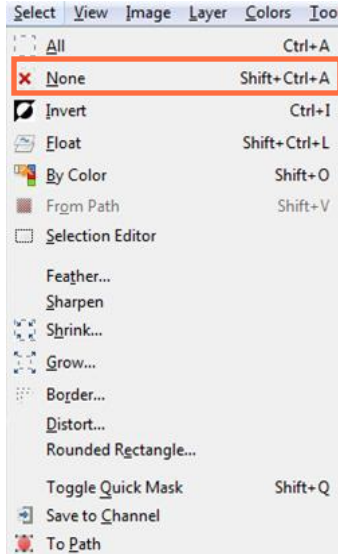 Select View Image Layer Colors Too
All Ctrl+A
None Shift+Ctrl+A
Invert Ctrl+I
Float Shift+Ctrl+L
By Color Shift+O
From Path Shift+V
Selection Editor
Feather...
Sharpen
Shrink...
Grow...
Border...
Distort...
Rounded Rectangle...
Toggle Quick Mask Shift+Q
Save to Channel
To Path